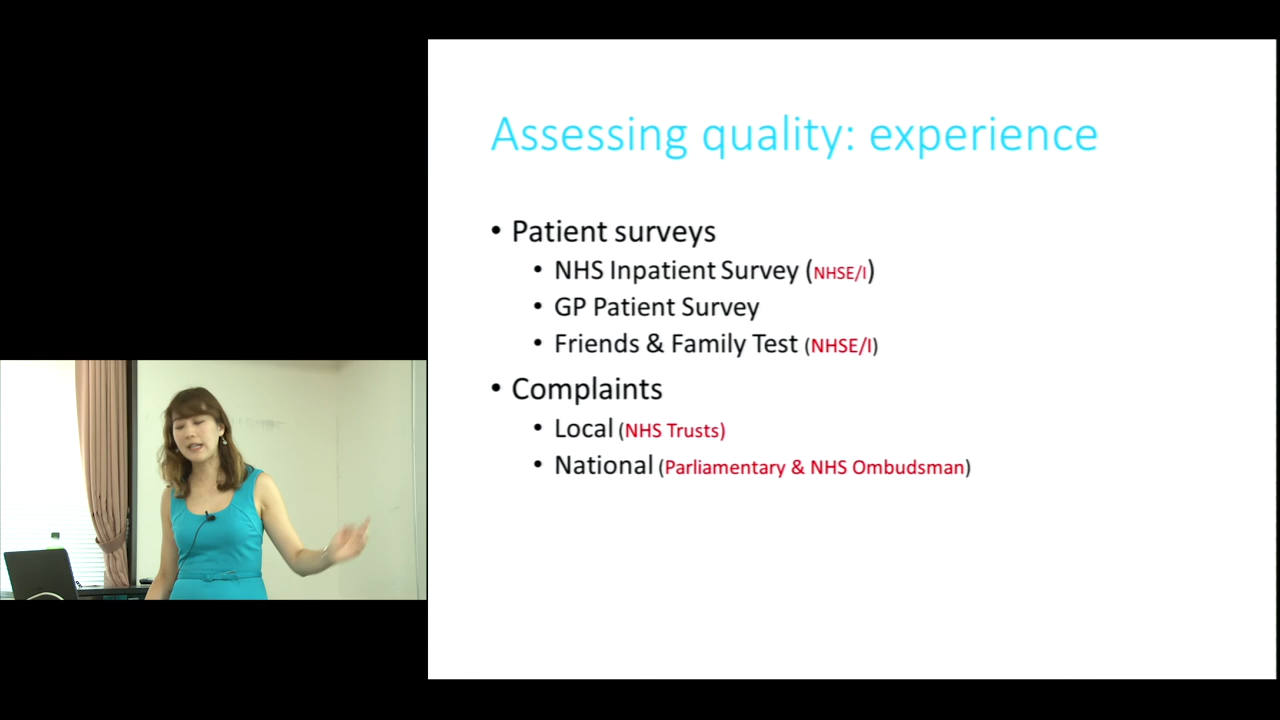 Assessing quality: experience
• Patient surveys
• NHS Inpatient Survey (NHSE/I)
• GP Patient Survey
• Friends & Family Test (NHSE/I)
• Complaints
• Local (NHS Trusts)
• National (Parliamentary & NHS Ombudsman)